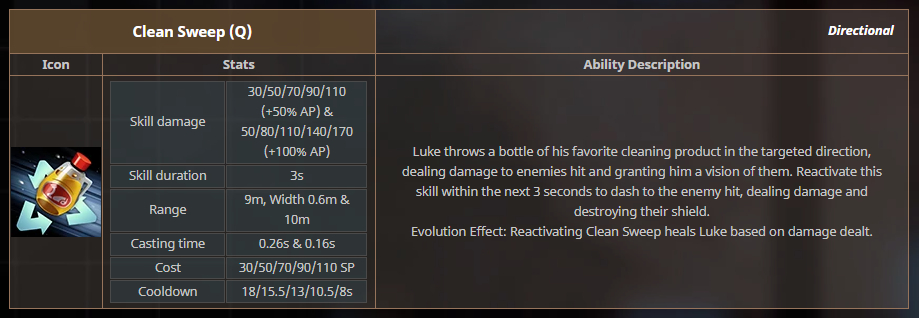 Clean Sweep (Q)
Directional
Icon
Stats
Ability Description
Skill damage
30/50/70/90/110
(+50% AP) &
50/80/110/140/170
(+100% AP)
Skill duration
3s
Range
9m, Width 0.6m &
10m
Casting time
0.26s & 0.16s
Cost
30/50/70/90/110 SP
Cooldown
18/15.5/13/10.5/8s
Luke throws a bottle of his favorite cleaning product in the targeted direction,
dealing damage to enemies hit and granting him a vision of them. Reactivate this
skill within the next 3 seconds to dash to the enemy hit, dealing damage and
destroying their shield.
Evolution Effect: Reactivating Clean Sweep heals Luke based on damage dealt.